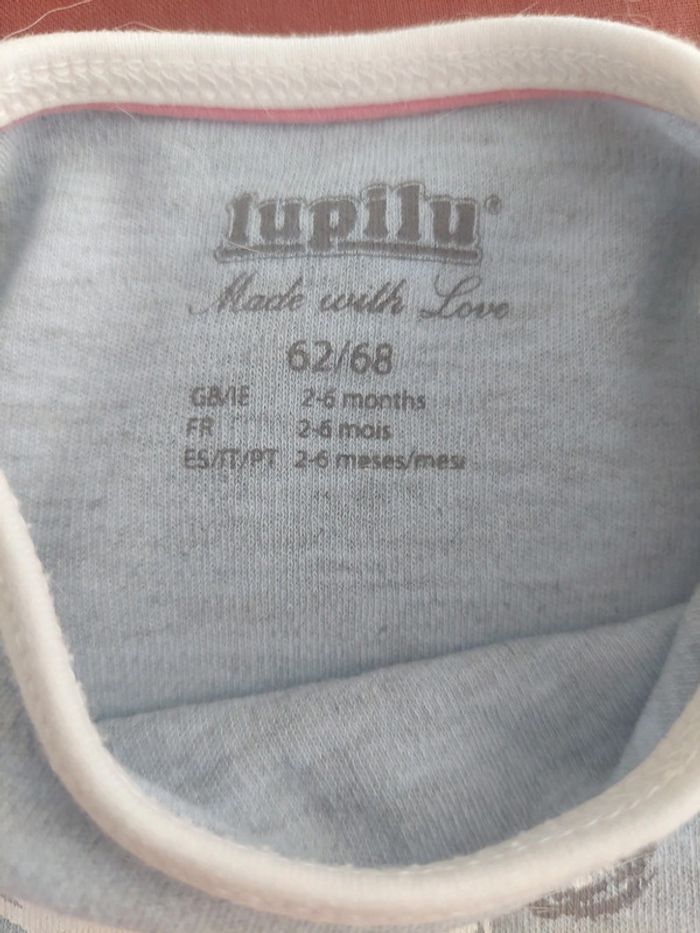 lupilu®
Made with Love
62/68
GB/IE 2-6 months
FR 2-6 mois
ES/IT/PT 2-6 meses/mesi